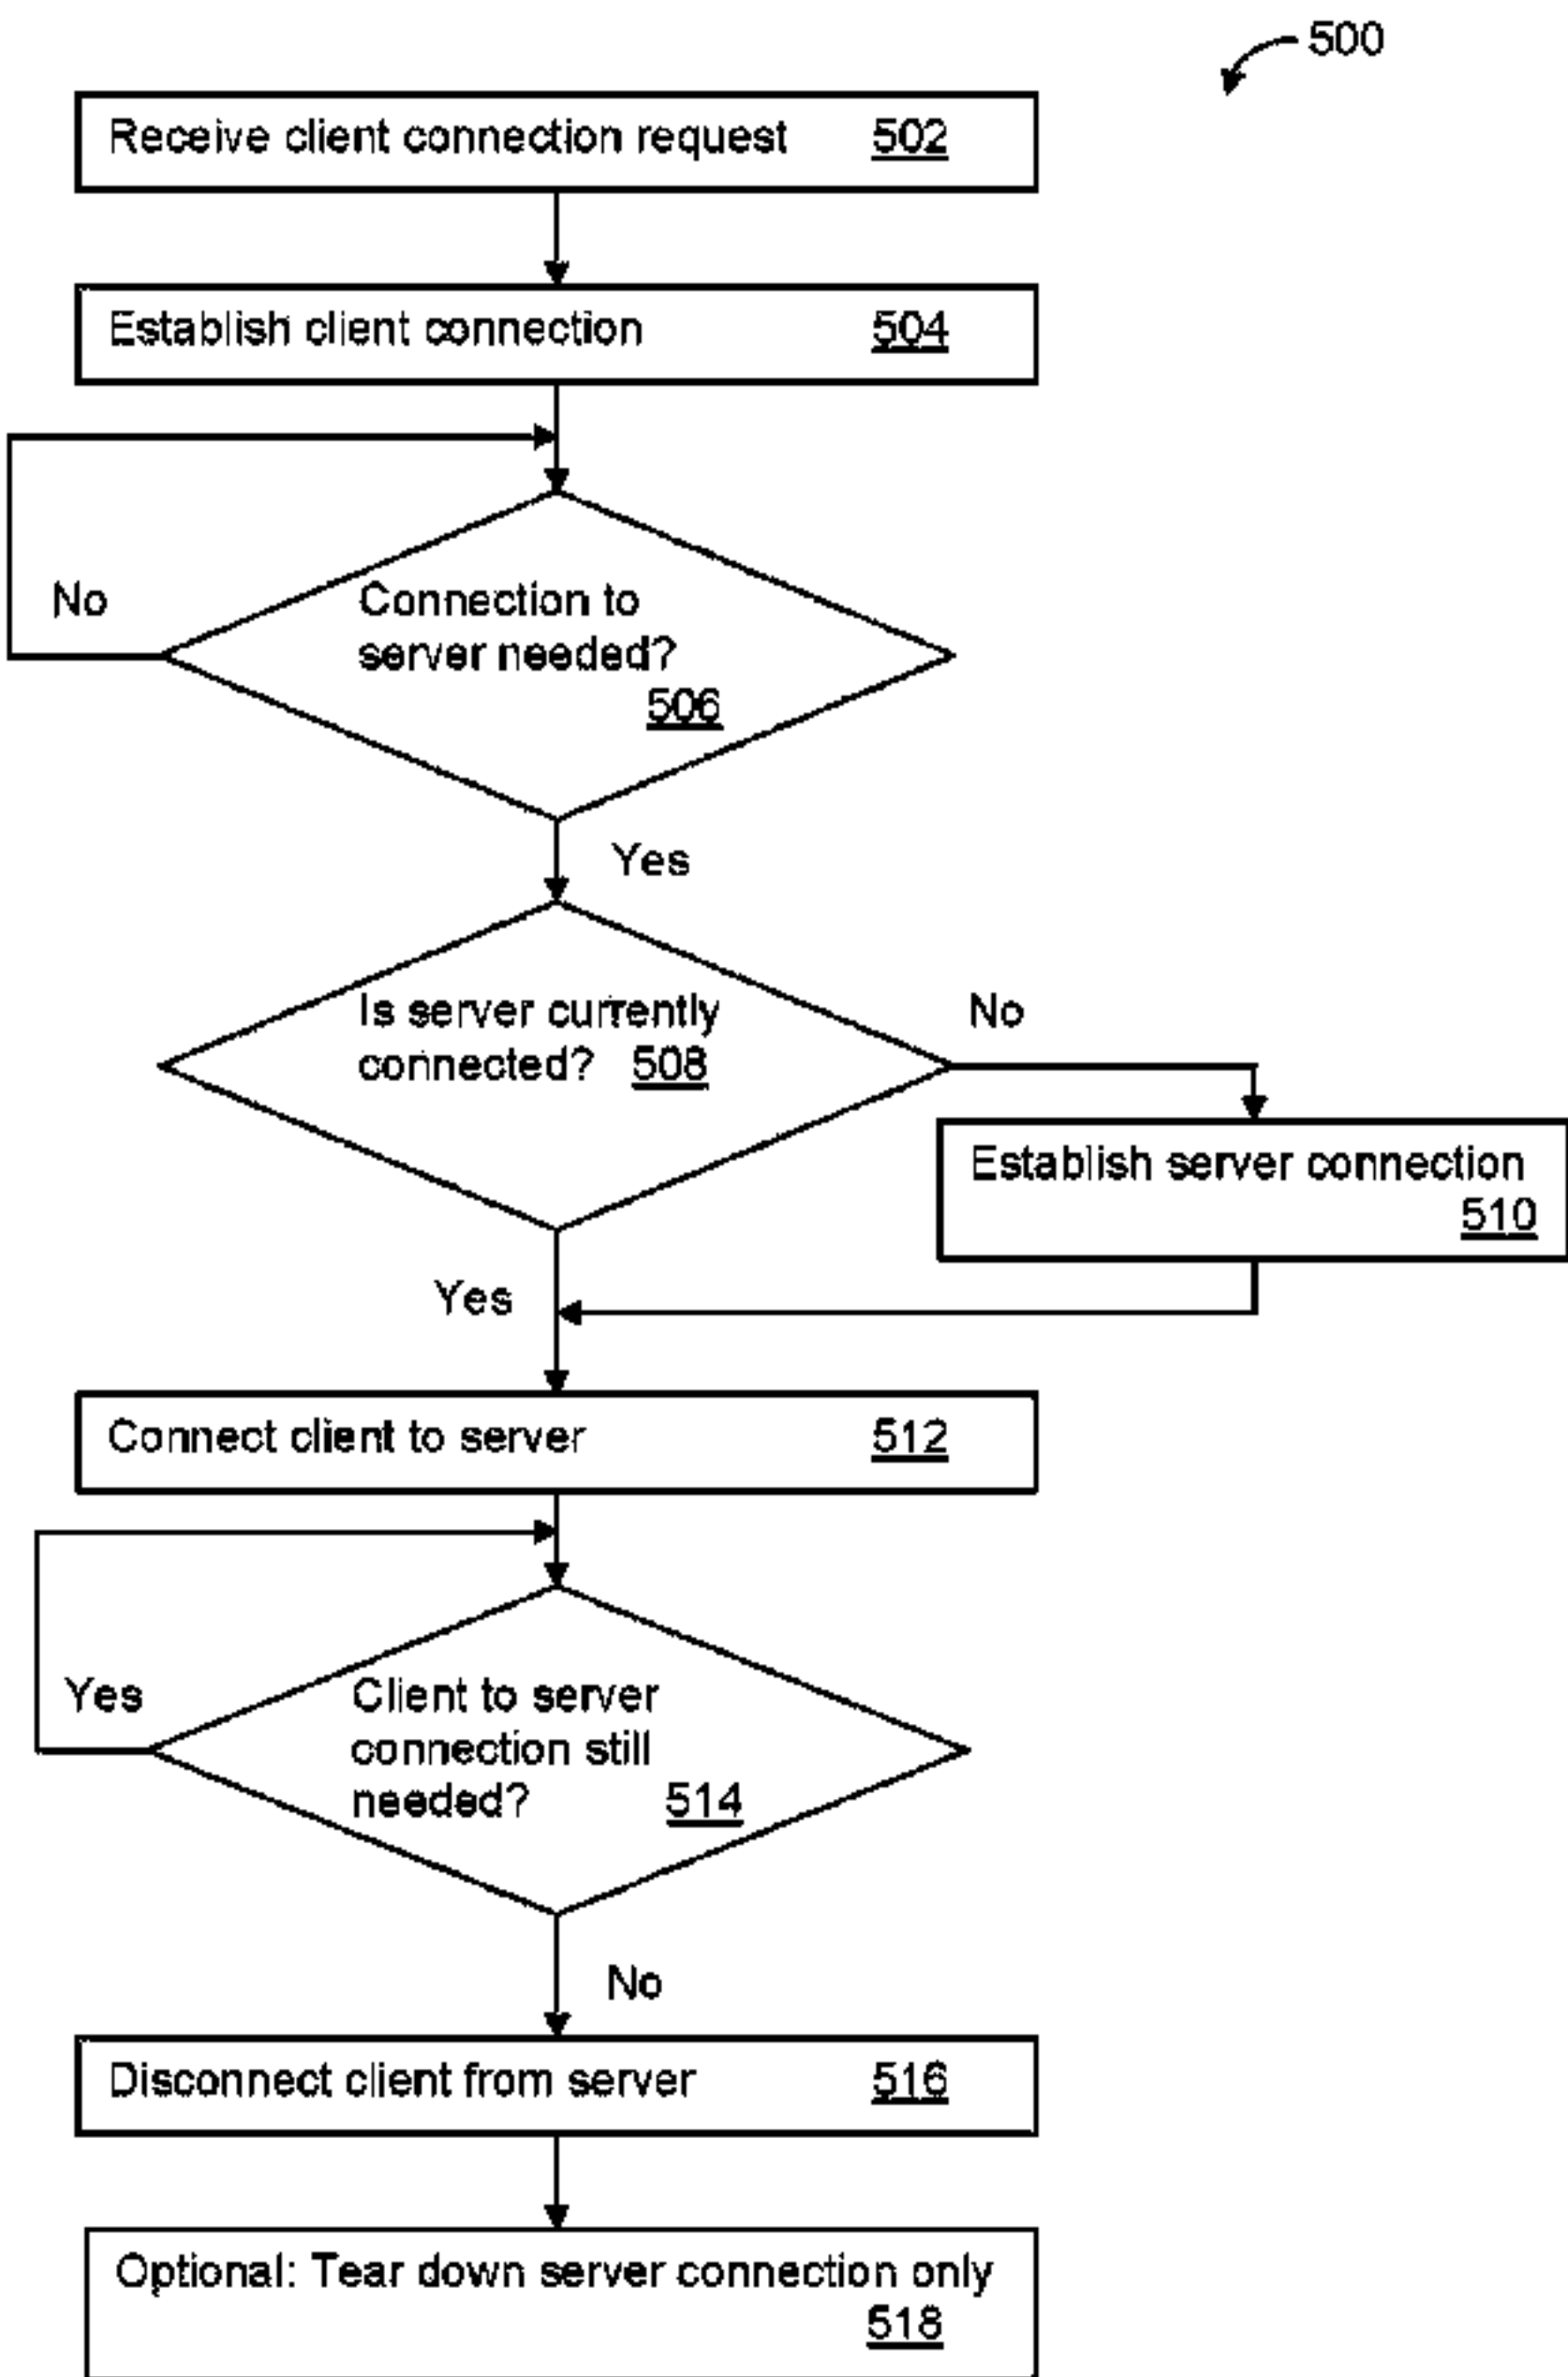 500
Receive client connection request 502
Establish client connection 504
No
Connection to
server needed?
506
Yes
Is server currently
connected? 508
No
Establish server connection
510
Yes
Connect client to server 512
Yes
Client to server
connection still
needed? 514
No
Disconnect client from server 516
Optional: Tear down server connection only
518